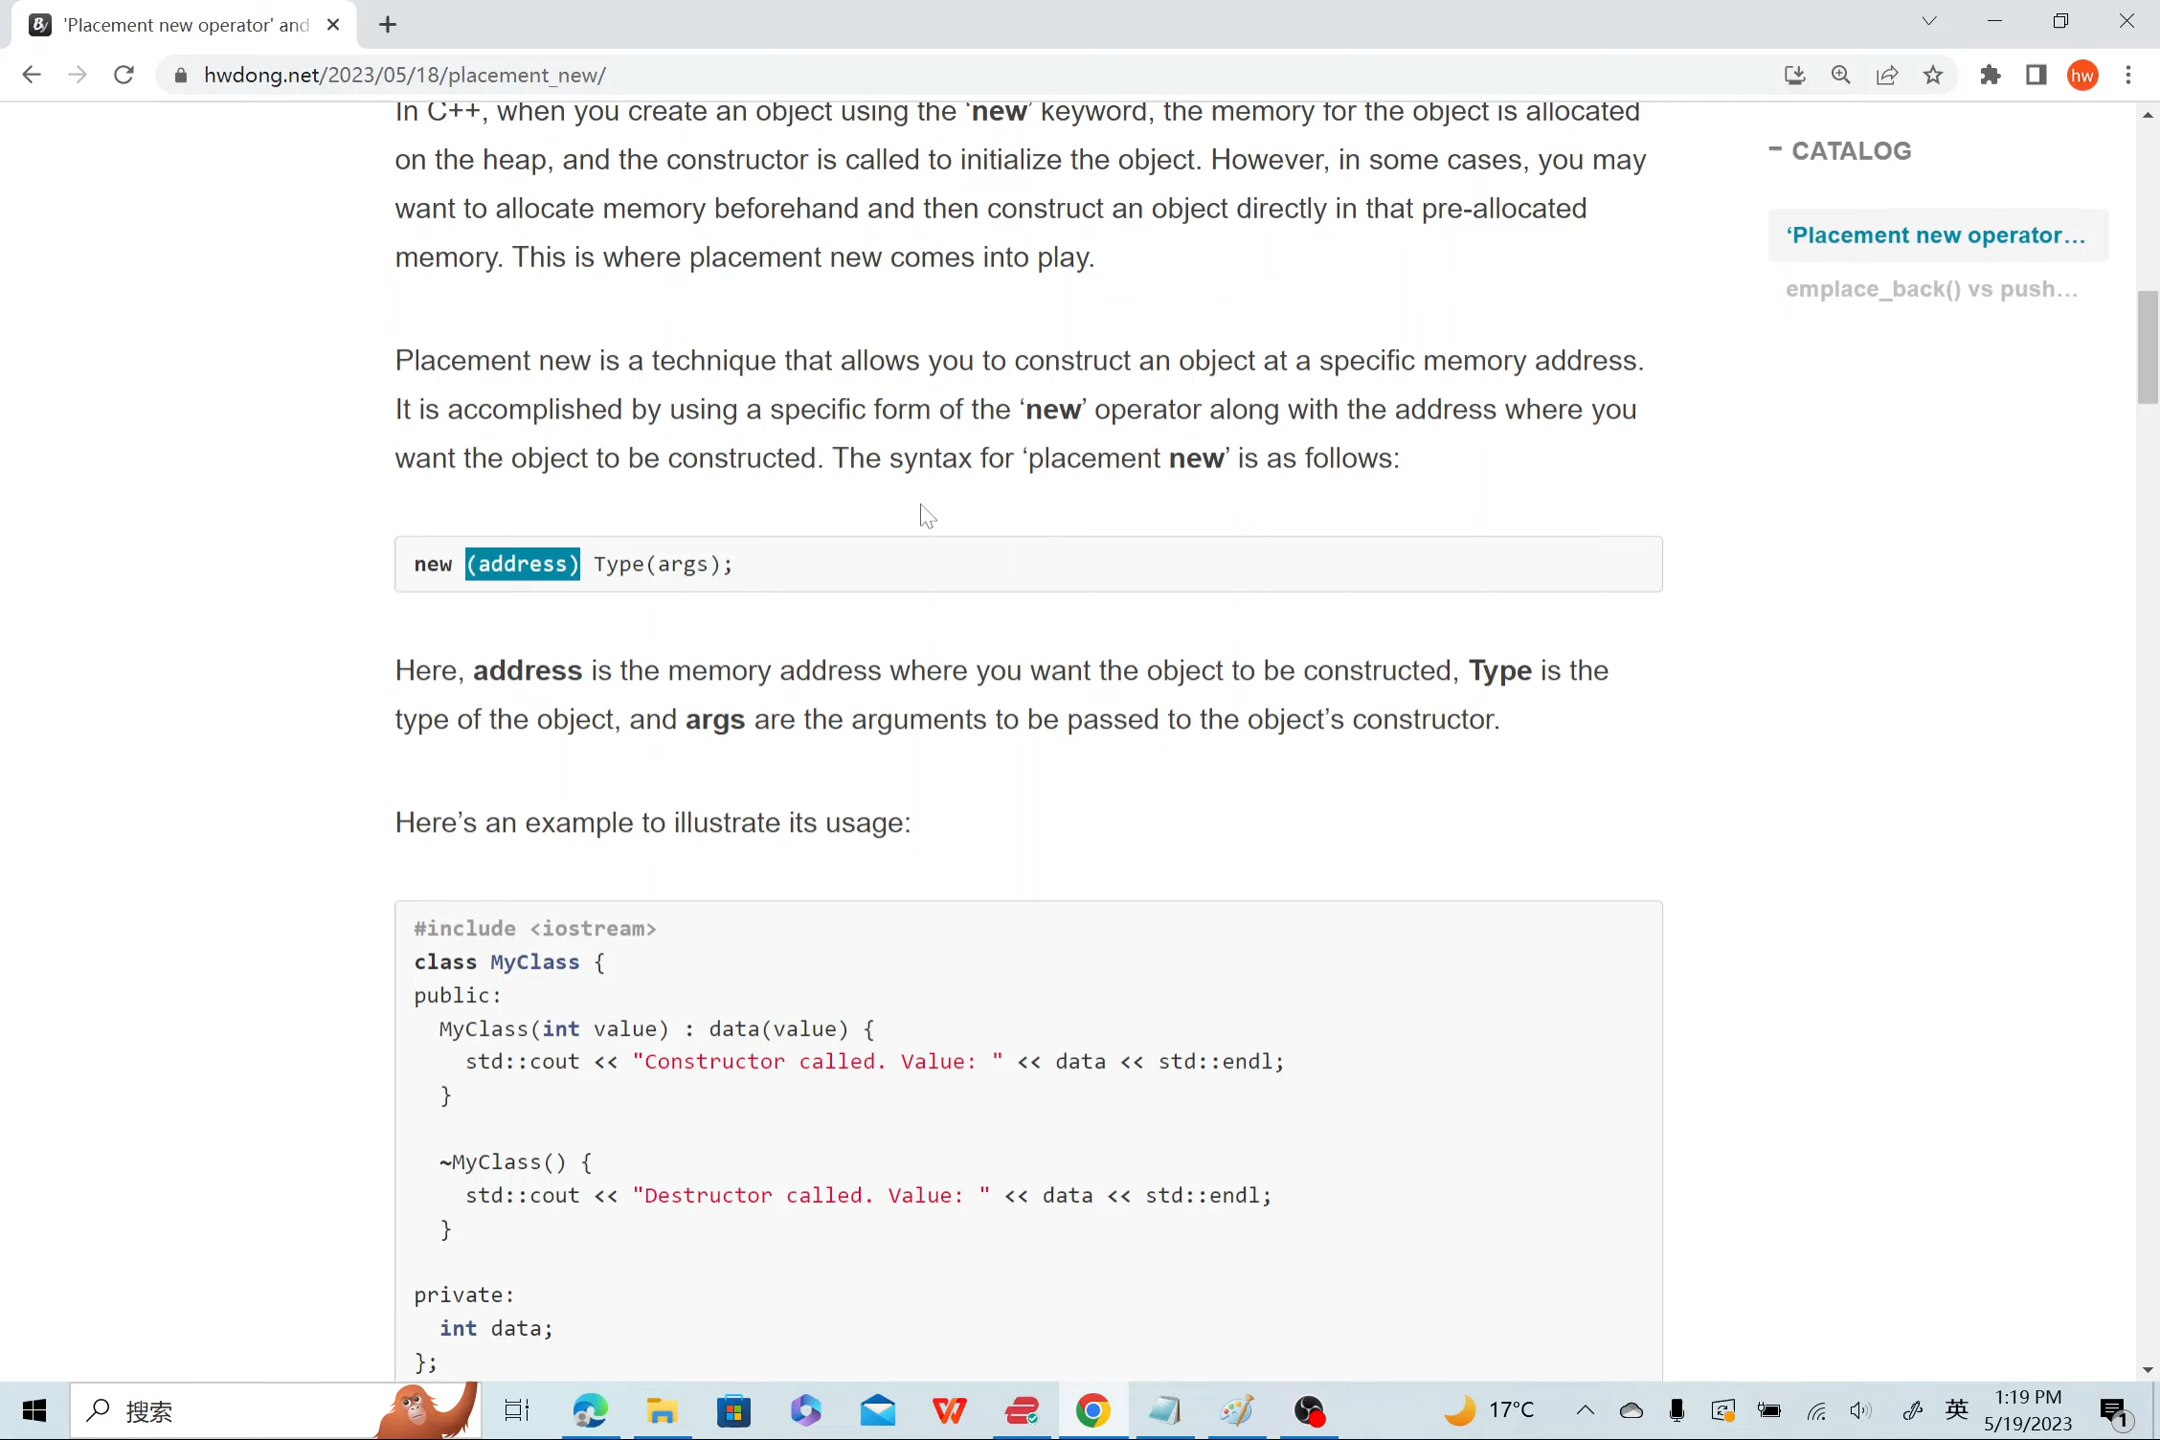 'Placement new operator' and
hwdong.net/2023/05/18/placement_new/
hw
In C++, when you create an object using the ‘new’ keyword, the memory for the object is allocated
on the heap, and the constructor is called to initialize the object. However, in some cases, you may
want to allocate memory beforehand and then construct an object directly in that pre-allocated
memory. This is where placement new comes into play.
Placement new is a technique that allows you to construct an object at a specific memory address.
It is accomplished by using a specific form of the ‘new’ operator along with the address where you
want the object to be constructed. The syntax for ‘placement new’ is as follows:
new (address) Type(args);
Here, address is the memory address where you want the object to be constructed, Type is the
type of the object, and args are the arguments to be passed to the object’s constructor.
Here’s an example to illustrate its usage:
#include <iostream>
class MyClass {
public:
  MyClass(int value) : data(value) {
    std::cout << "Constructor called. Value: " << data << std::endl;
  }
  ~MyClass() {
    std::cout << "Destructor called. Value: " << data << std::endl;
  }
private:
  int data;
};
− CATALOG
‘Placement new operator…
emplace_back() vs push…
搜索
17°C
英
1:19 PM
5/19/2023
1